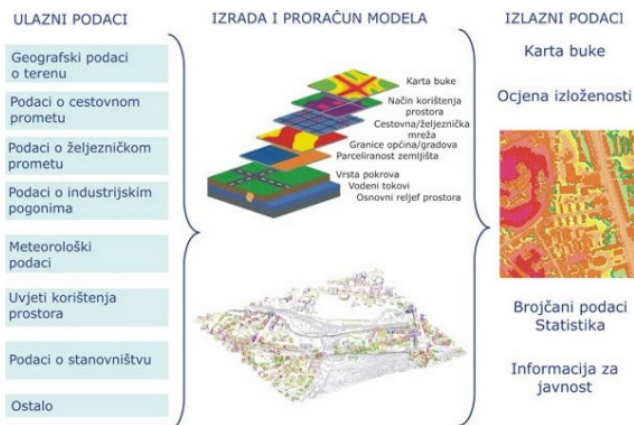 ULAZNI PODACI
Geografski podaci
o terenu
Podaci o cestovnom
prometu
Podaci o željezničkom
prometu
Podaci o industrijskim
pogonima
Meteorološki
podaci
Uvjeti korištenja
prostora
Podaci o stanovništvu
Ostalo
IZRADA I PRORAČUN MODELA
Karta buke
Način korištenja
prostora
Cestovna/željeznička
mreža
Granice općina/gradova
Parceliranost zemljišta
Vrsta pokrova
Vodeni tokovi
Osnovni reljef prostora
IZLAZNI PODACI
Karta buke
Ocjena izloženosti
Brojčani podaci
Statistika
Informacija za
javnost